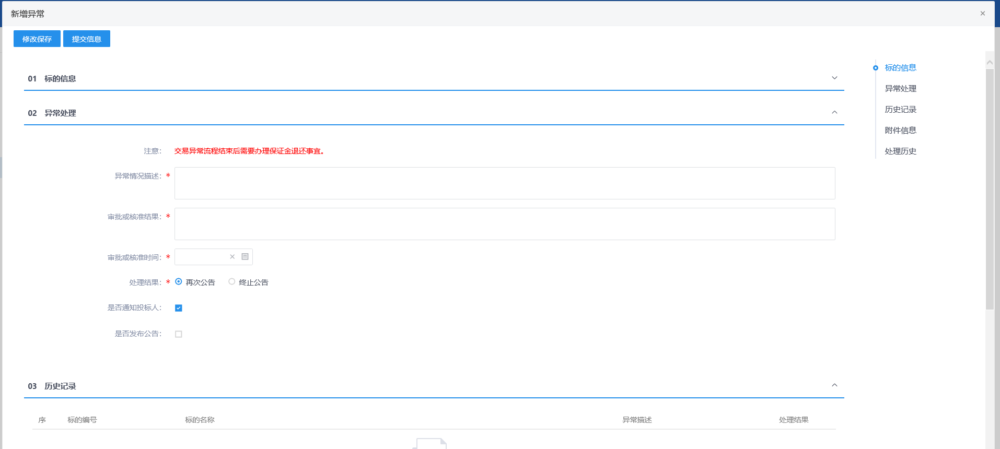 新增异常
修改保存 提交信息
01 标的信息
02 异常处理
注意： 交易异常流程结束后需要办理保证金退还事宜。
异常情况描述： *
审批或核准结果： *
审批或核准时间： *
处理结果： * 再次公告 终止公告
是否通知投标人：
是否发布公告：
03 历史记录
序 标的编号 标的名称 异常描述 处理结果
标的信息
异常处理
历史记录
附件信息
处理历史